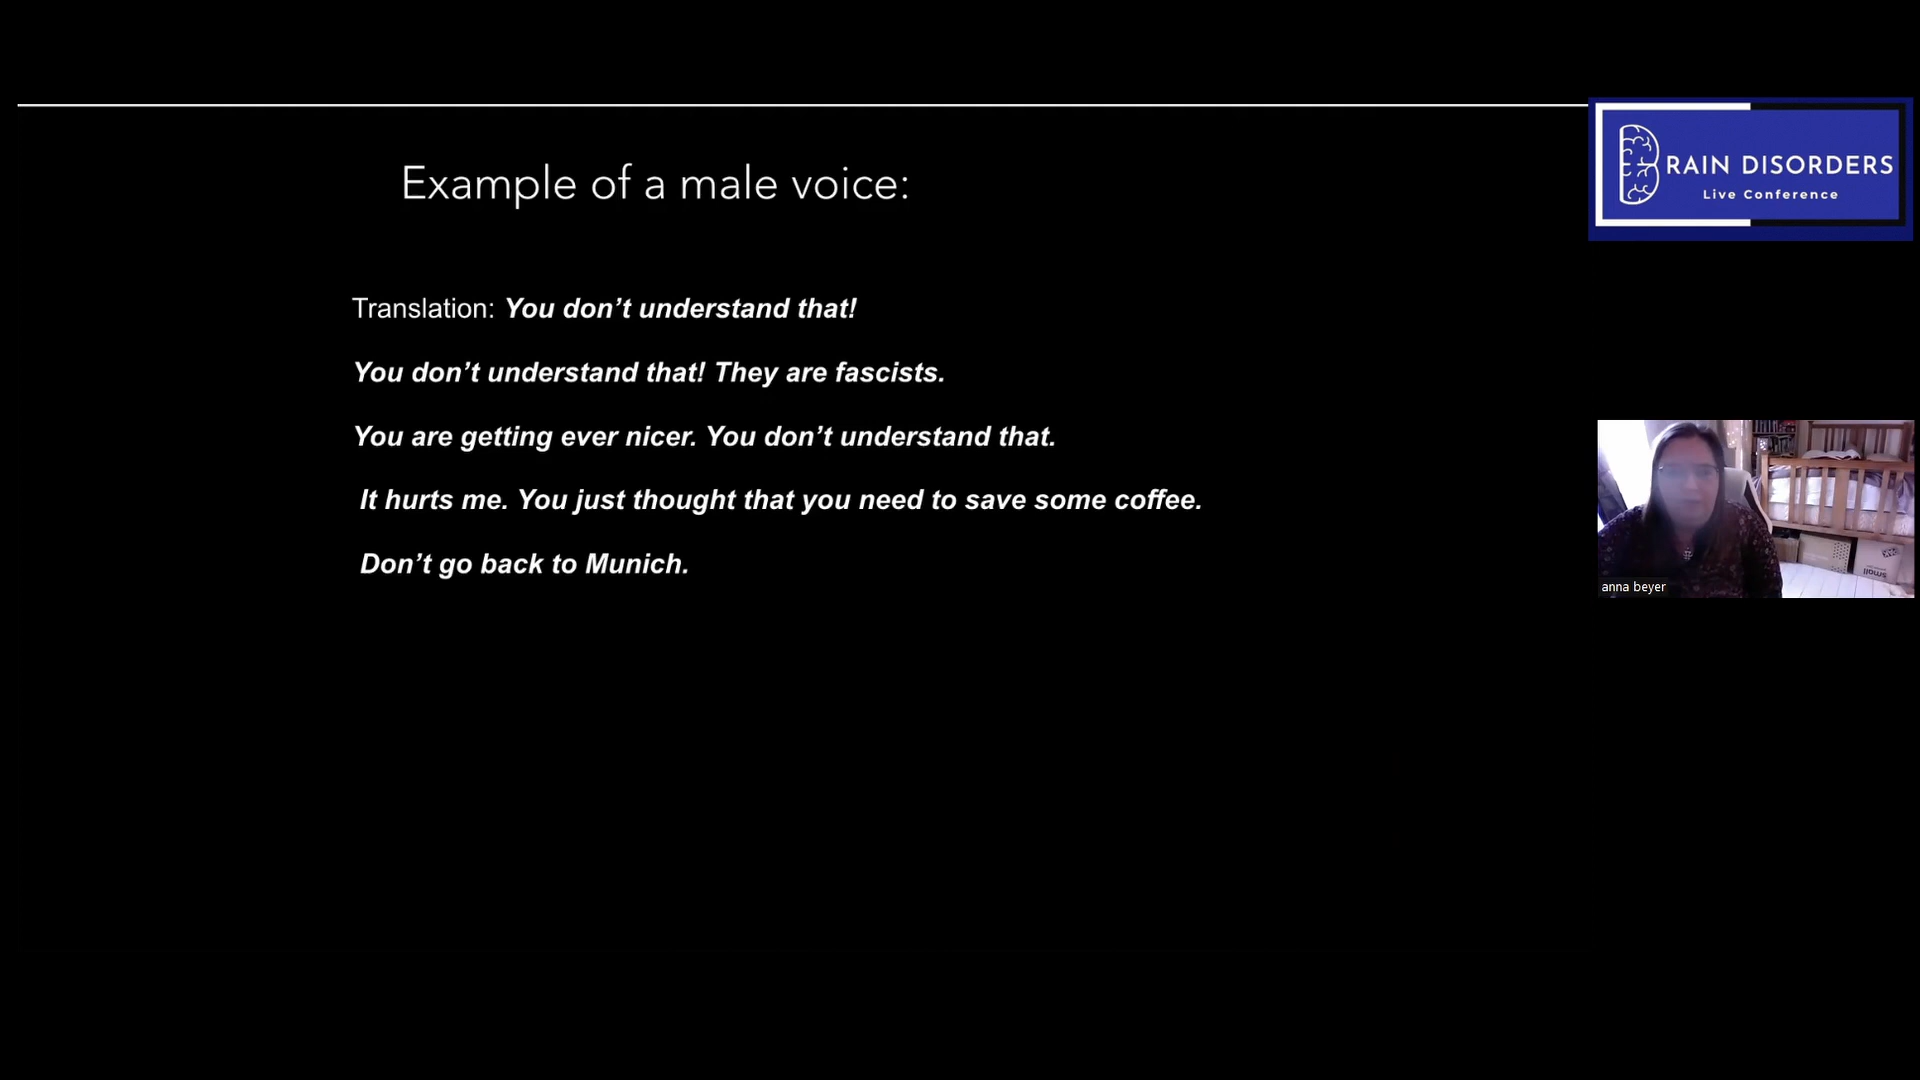 Example of a male voice:
Translation: You don’t understand that!
You don’t understand that! They are fascists.
You are getting ever nicer. You don’t understand that.
It hurts me. You just thought that you need to save some coffee.
Don’t go back to Munich.
BRAIN DISORDERS
Live Conference
small
anna beyer